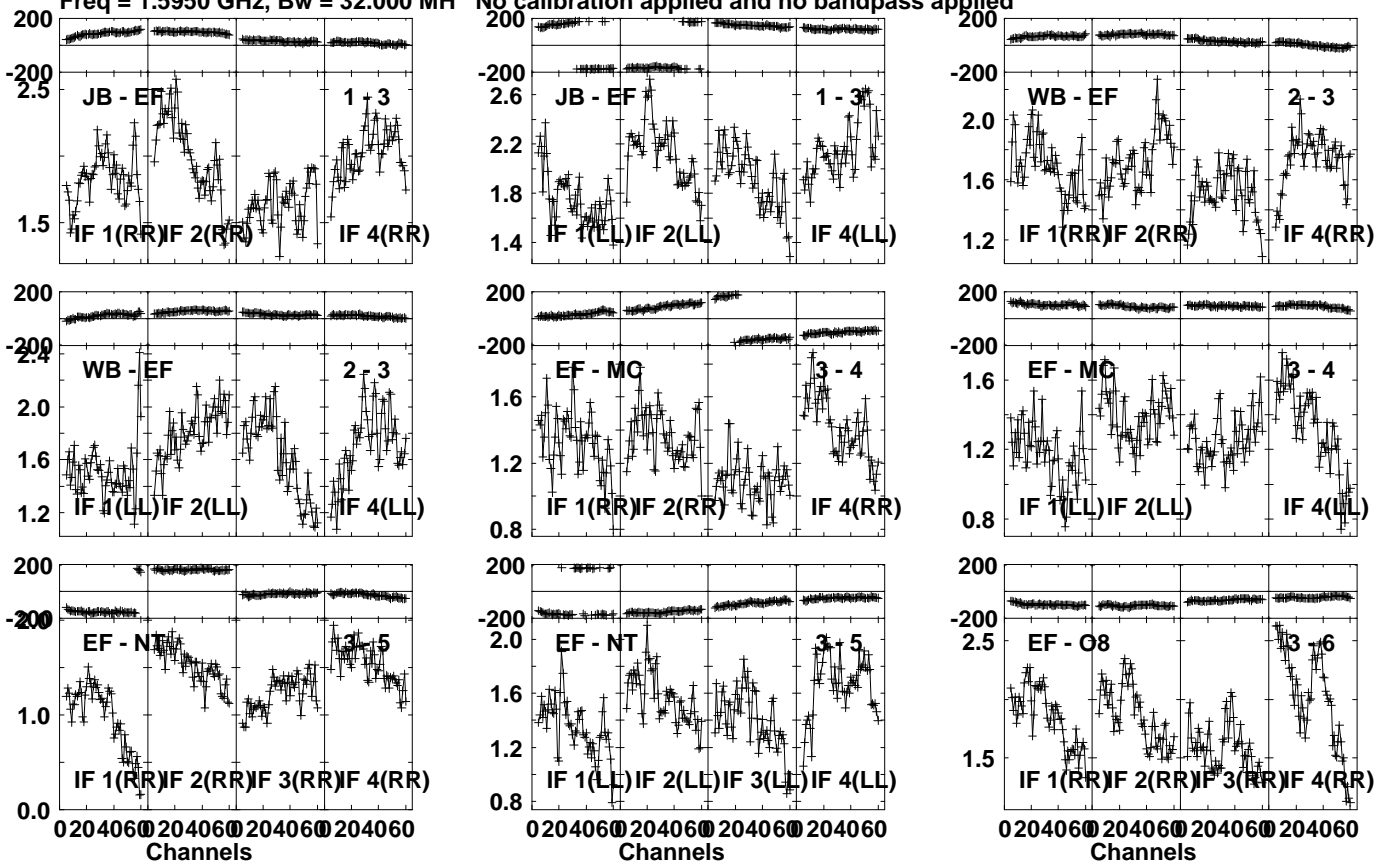 Freq = 1.5950 GHz, Bw = 32.000 MH No calibration applied and no bandpass applied
200
-200
2.5
1.5
JB - EF 1 - 3
IF 1(RR) IF 2(RR) IF 4(RR)
200
-200
2.6
2.2
1.8
1.4
JB - EF 1 - 3
IF 1(LL) IF 2(LL) IF 4(LL)
200
-200
2.0
1.6
1.2
WB - EF 2 - 3
IF 1(RR) IF 2(RR) IF 4(RR)
200
-200
2.4
2.0
1.6
1.2
WB - EF 2 - 3
IF 1(LL) IF 2(LL) IF 4(LL)
200
-200
1.6
1.2
0.8
EF - MC 3 - 4
IF 1(RR) IF 2(RR) IF 4(RR)
200
-200
1.6
1.2
0.8
EF - MC 3 - 4
IF 1(LL) IF 2(LL) IF 4(LL)
200
-200
2.0
1.0
0.0
EF - NT 3 - 5
IF 1(RR) IF 2(RR) IF 3(RR) IF 4(RR)
0 20 40 60 0 20 40 60 0 20 40 60 0 20 40 60
Channels
200
-200
2.0
1.6
1.2
0.8
EF - NT 3 - 5
IF 1(LL) IF 2(LL) IF 3(LL) IF 4(LL)
0 20 40 60 0 20 40 60 0 20 40 60 0 20 40 60
Channels
200
-200
2.5
1.5
EF - O8 3 - 6
IF 1(RR) IF 2(RR) IF 3(RR) IF 4(RR)
0 20 40 60 0 20 40 60 0 20 40 60 0 20 40 60
Channels